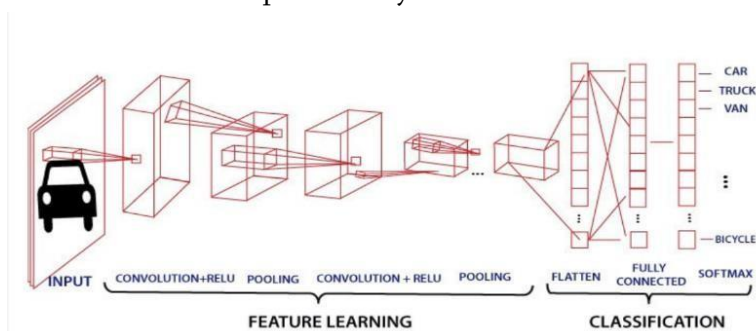 CAR
TRUCK
VAN
BICYCLE
INPUT
CONVOLUTION+RELU
POOLING
CONVOLUTION + RELU
POOLING
FLATTEN
FULLY
CONNECTED
SOFTMAX
FEATURE LEARNING
CLASSIFICATION